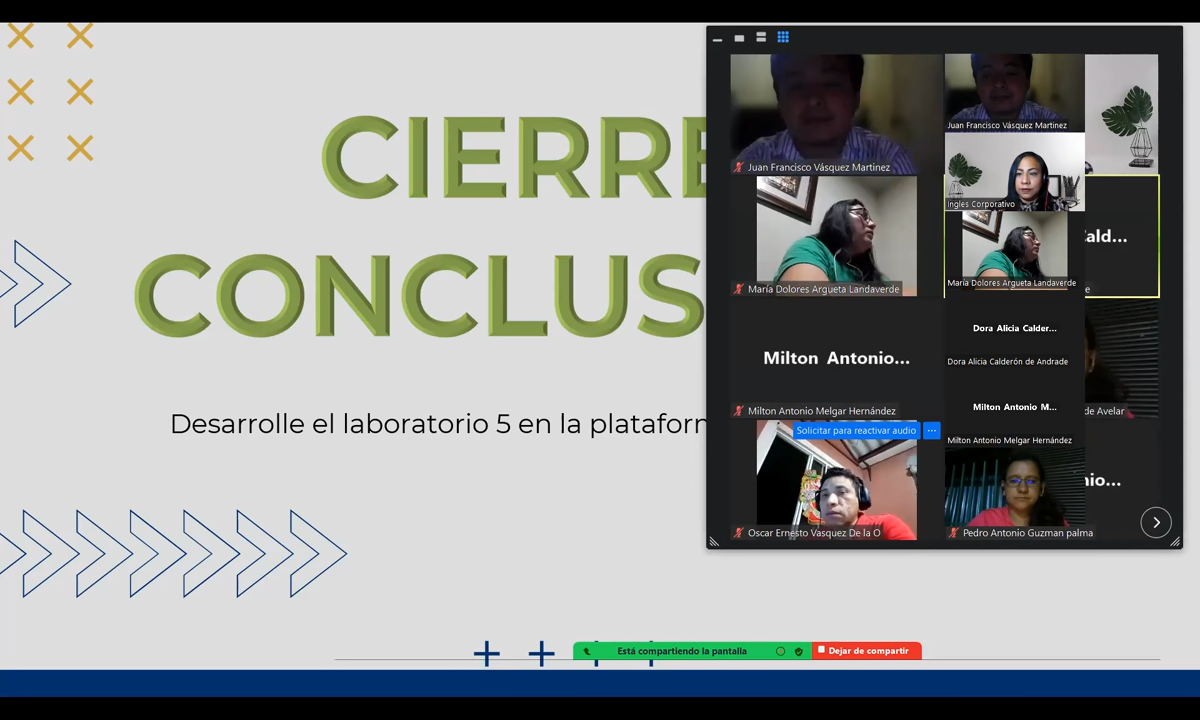 CIERRE
CONCLUS
Desarrolle el laboratorio 5 en la plataform
Juan Francisco Vásquez Martinez
Juan Francisco Vásquez Martinez
Ingles Corporativo
María Dolores Argueta Landaverde
María Dolores Argueta Landaverde
Cald...
e
Dora Alicia Calder...
Dora Alicia Calderón de Andrade
Milton Antonio...
Milton Antonio Melgar Hernández
Milton Antonio M...
Milton Antonio Melgar Hernández
de Avelar
Solicitar para reactivar audio
...
Oscar Ernesto Vasquez De la O
Pedro Antonio Guzman palma
nio...
Está compartiendo la pantalla
Dejar de compartir